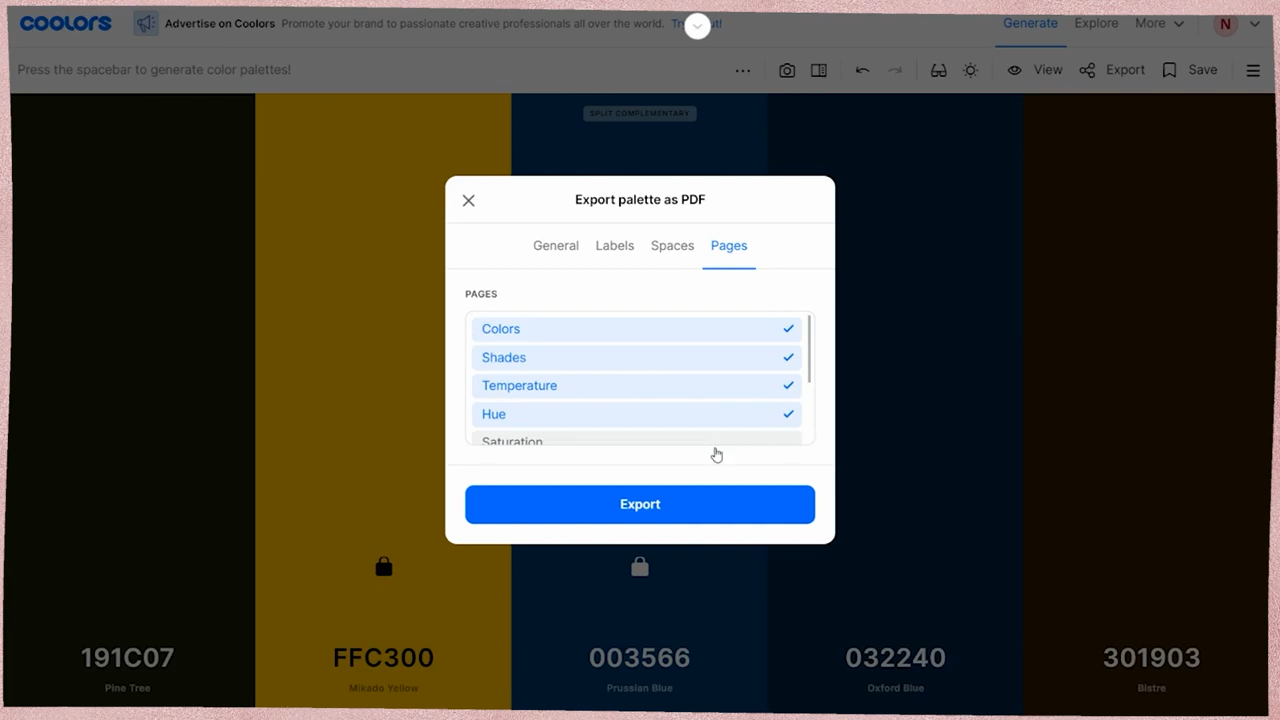 coolors
Advertise on Coolors Promote your brand to passionate creative professionals all over the world.
Generate Explore More N
Press the spacebar to generate color palettes!
View Export Save
SPLIT COMPLEMENTARY
Export palette as PDF
General Labels Spaces Pages
PAGES
Colors
Shades
Temperature
Hue
Saturation
Export
191C07 FFC300 003566 032240 301903
Pine Tree Mikado Yellow Prussian Blue Oxford Blue Bistre